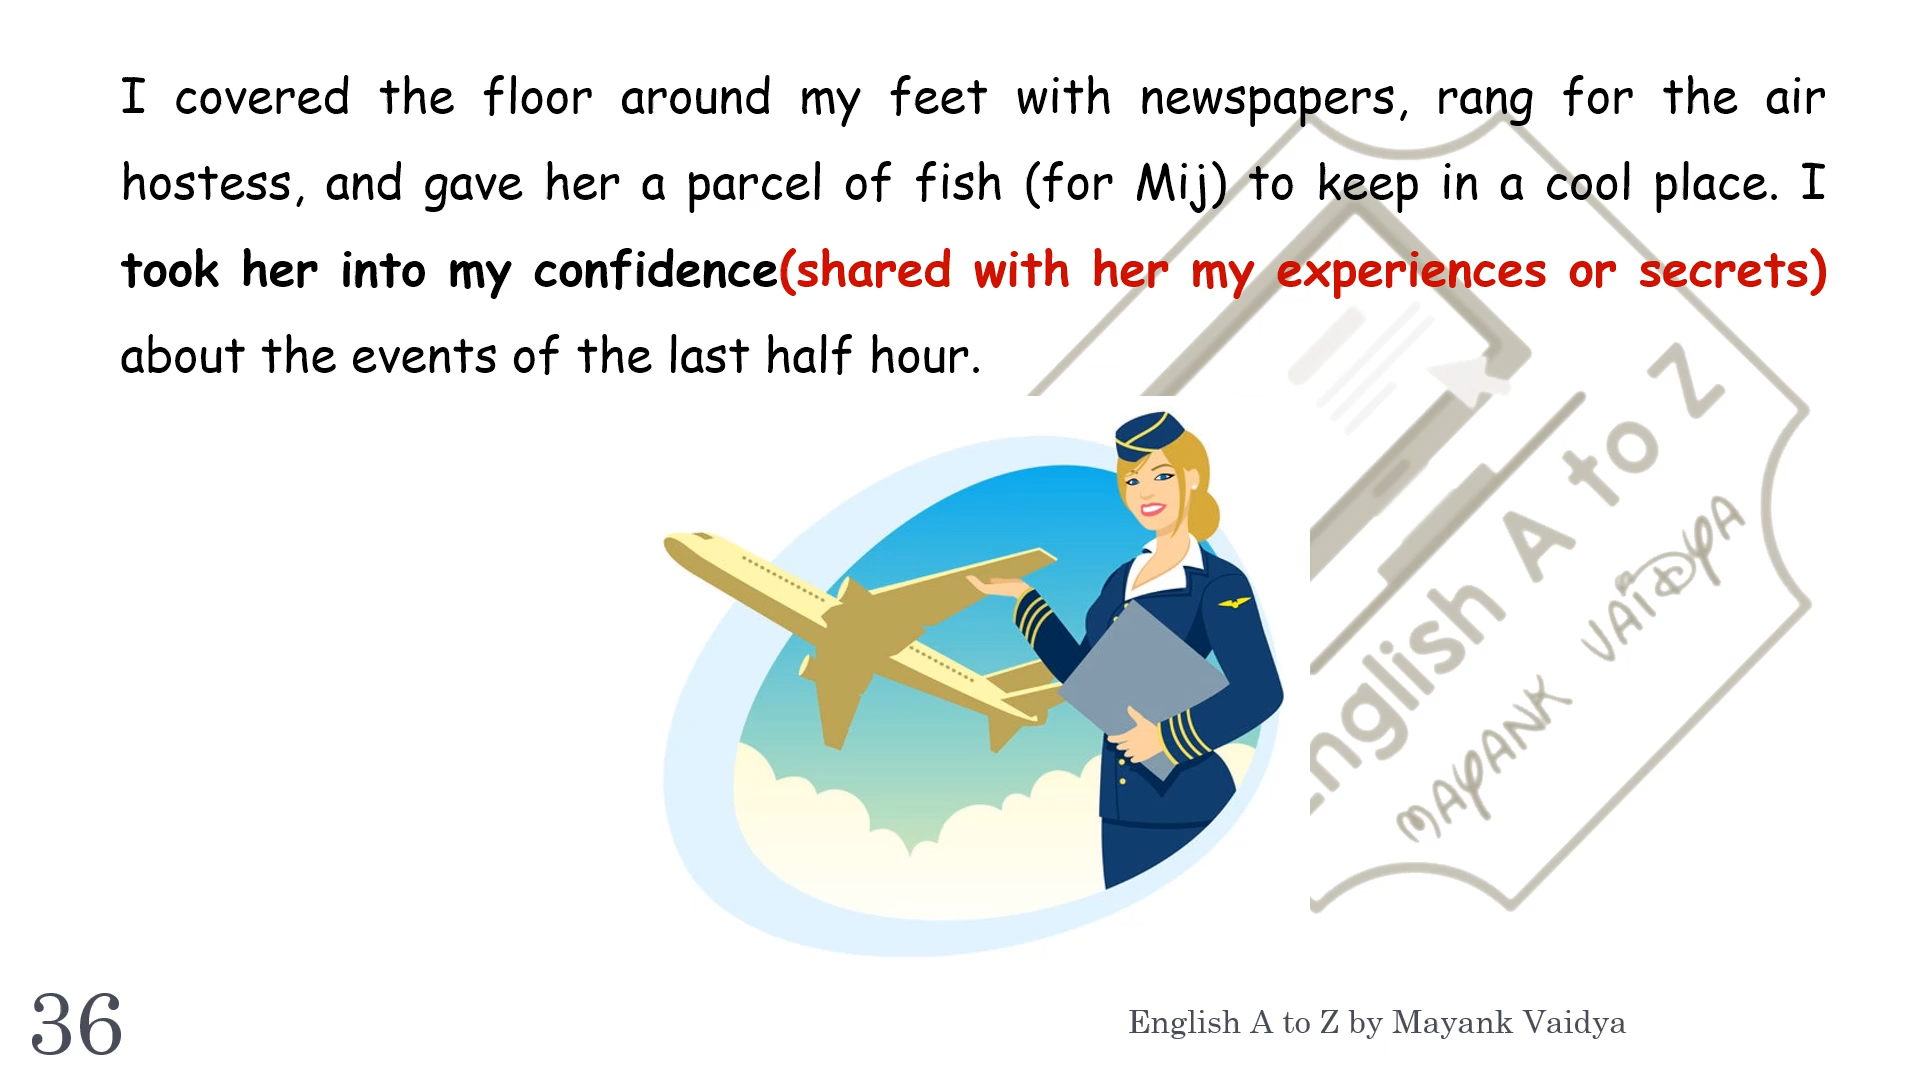 I covered the floor around my feet with newspapers, rang for the air
hostess, and gave her a parcel of fish (for Mij) to keep in a cool place. I
took her into my confidence(shared with her my experiences or secrets)
about the events of the last half hour.
English A to Z
MAYANK VAIDYA
36
English A to Z by Mayank Vaidya